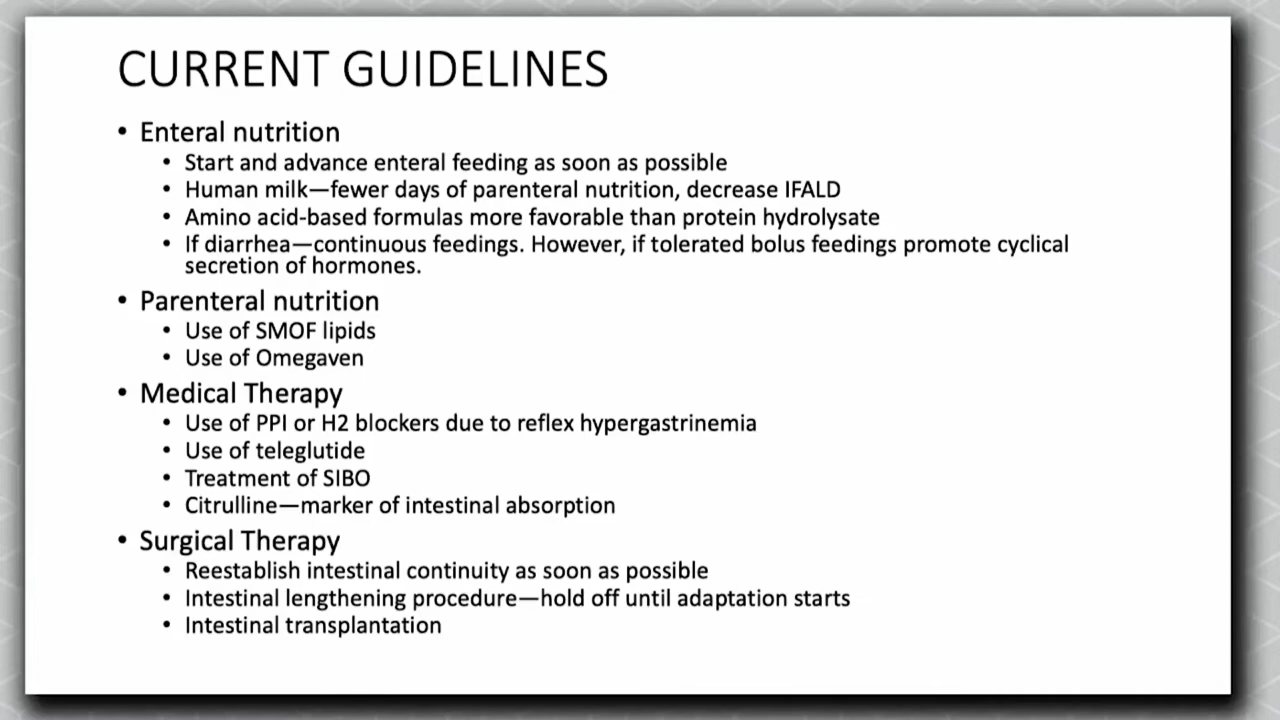 CURRENT GUIDELINES
• Enteral nutrition
• Start and advance enteral feeding as soon as possible
• Human milk—fewer days of parenteral nutrition, decrease IFALD
• Amino acid-based formulas more favorable than protein hydrolysate
• If diarrhea—continuous feedings. However, if tolerated bolus feedings promote cyclical
secretion of hormones.
• Parenteral nutrition
• Use of SMOF lipids
• Use of Omegaven
• Medical Therapy
• Use of PPI or H2 blockers due to reflex hypergastrinemia
• Use of teleglutide
• Treatment of SIBO
• Citrulline—marker of intestinal absorption
• Surgical Therapy
• Reestablish intestinal continuity as soon as possible
• Intestinal lengthening procedure—hold off until adaptation starts
• Intestinal transplantation